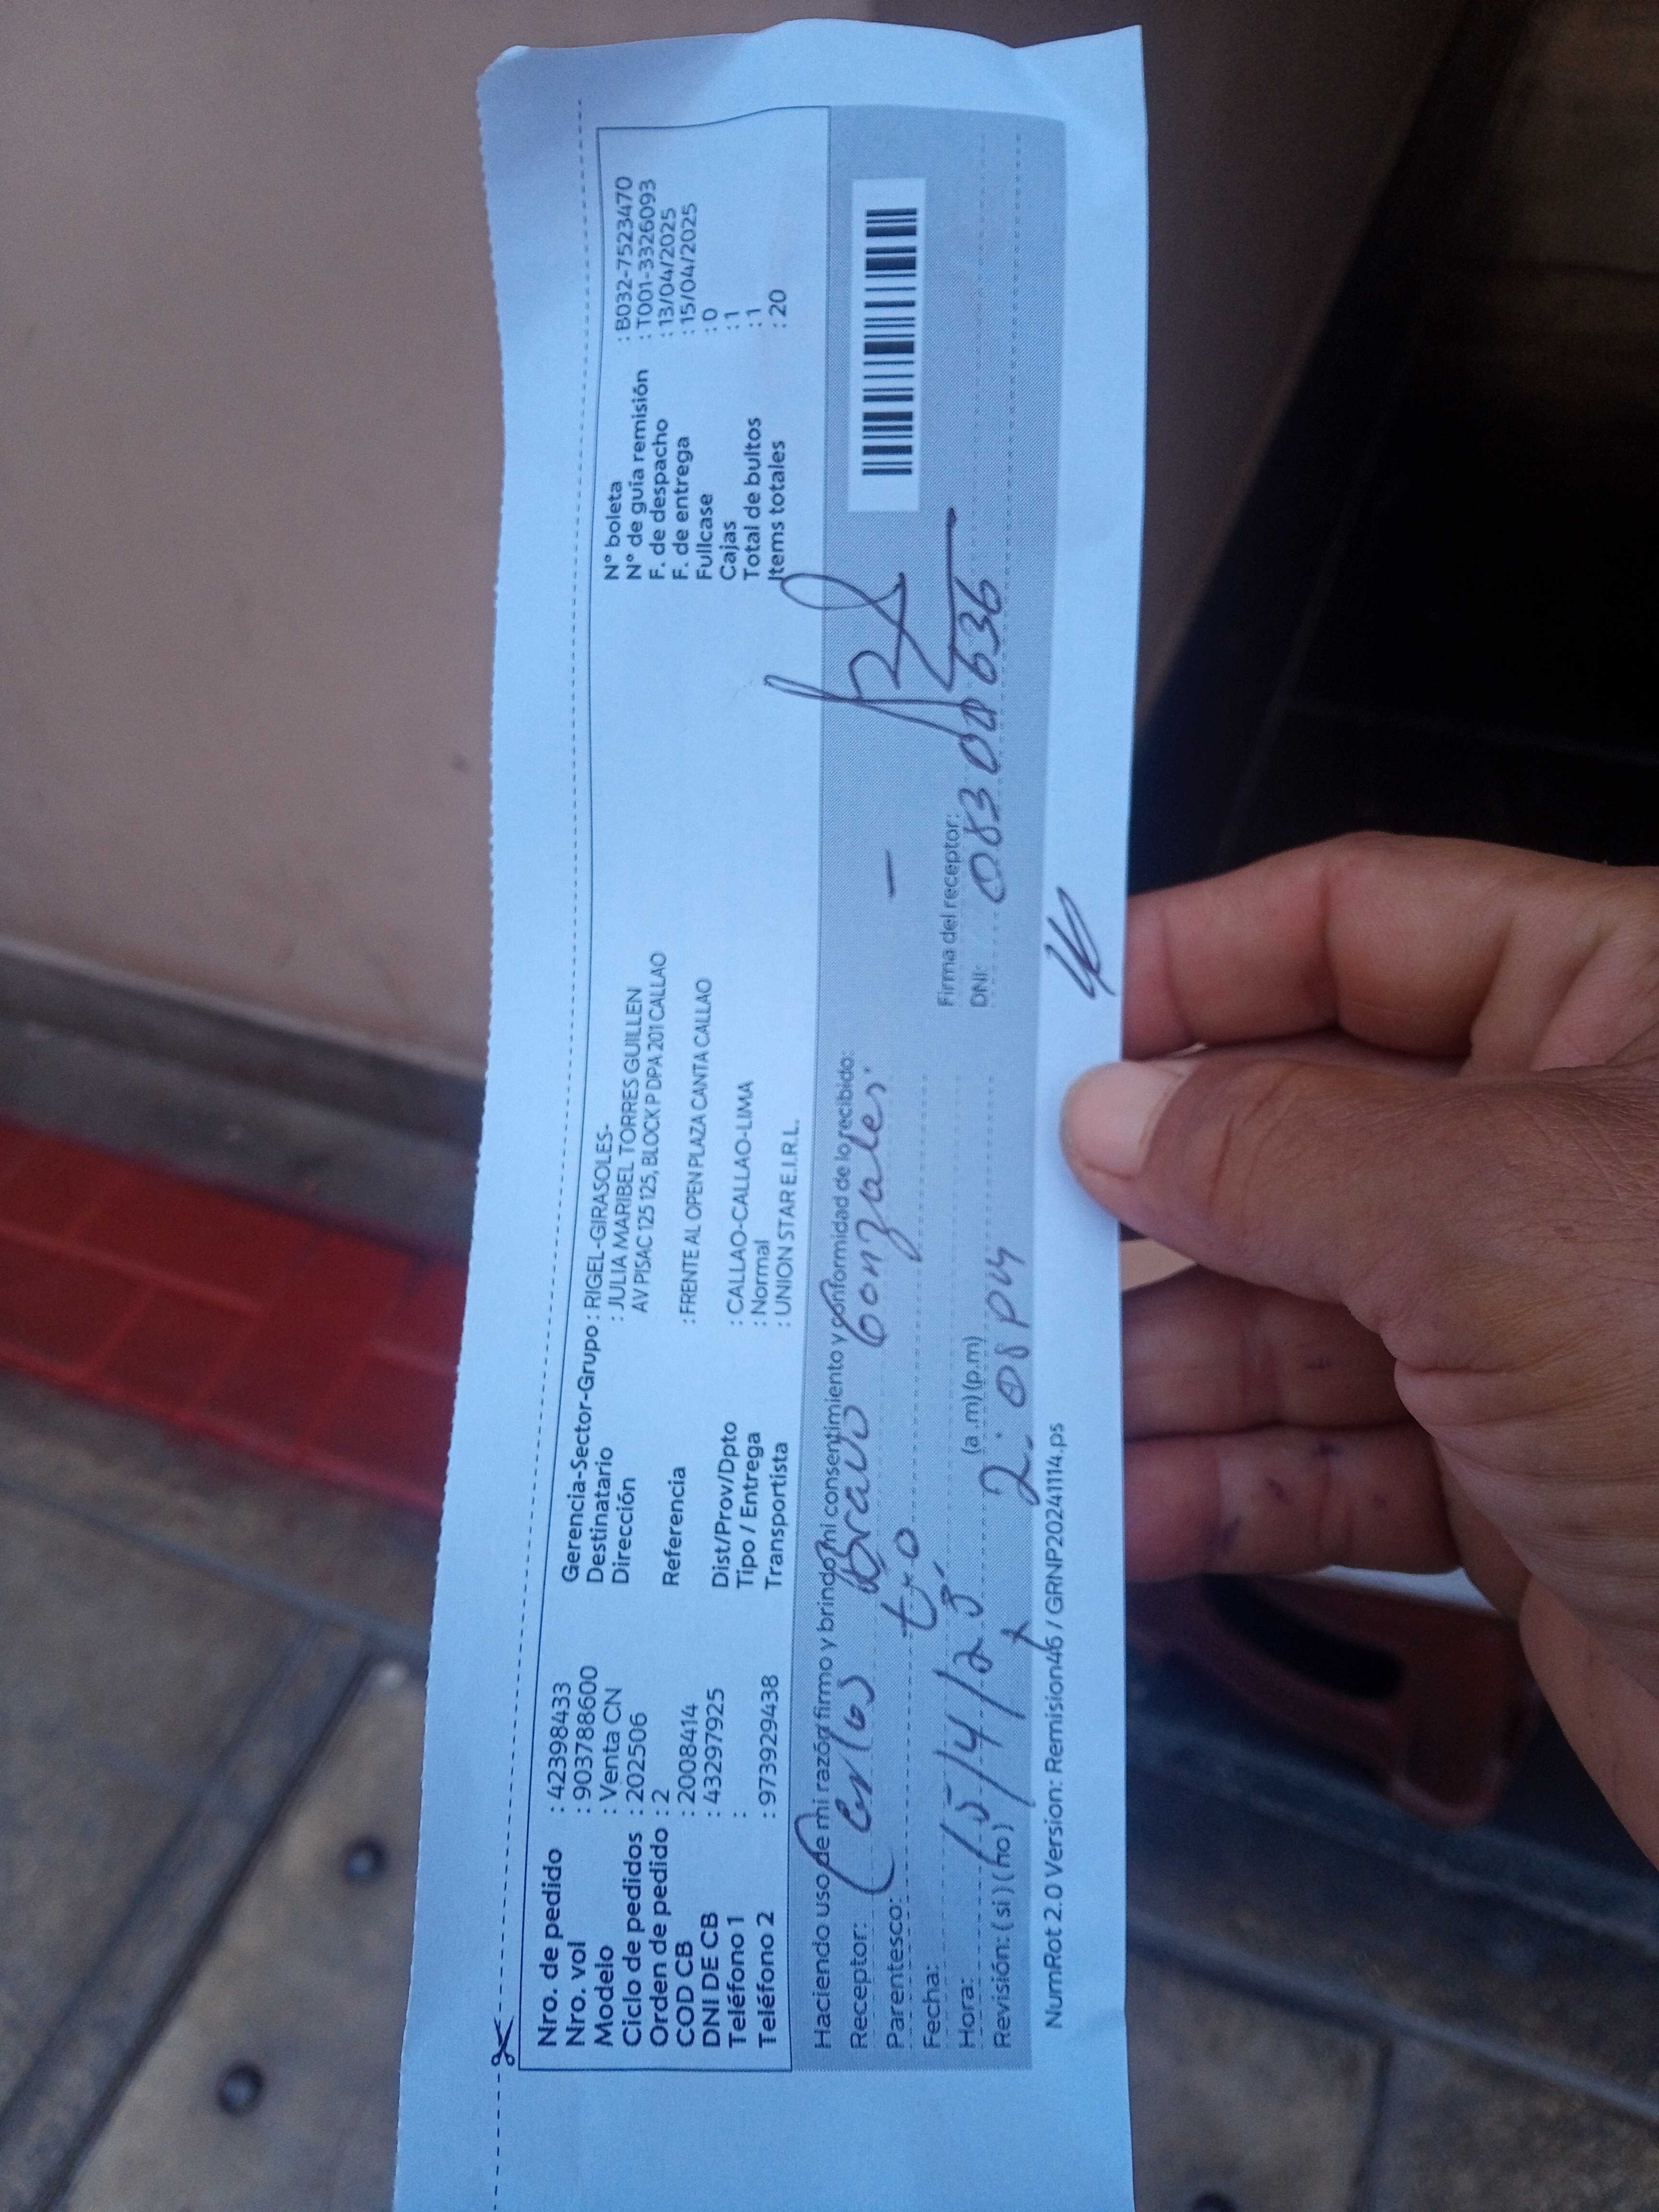 Nro. de pedido : 42398433
Nro. vol : 90378 8600
Modelo : Venta CN
Ciclo de pedidos : 202506
Orden de pedido : 2
COD CB : 2008414
DNI DE CB : 43297925
Teléfono 1 :
Teléfono 2 : 973929438
Gerencia-Sector-Grupo : RIGEL-GIRASOLES-
Destinatario : JULIA MARIBEL TORRES GUILLEN
Dirección AV PISAC 125 125, BLOCK P DPA 201 CALLAO
Referencia : FRENTE AL OPEN PLAZA CANTA CALLAO
Dist/Prov/Dpto : CALLAO-CALLAO-LIMA
Tipo / Entrega : Normal
Transportista : UNION STAR E.I.R.L.
N° boleta : B032-7523470
N° de guía remisión : T001-3326093
F. de despacho : 13/04/2025
F. de entrega : 15/04/2025
Fullcase : 0
Cajas : 1
Total de bultos : 1
Items totales : 20
Haciendo uso de mi razón firmo y brindo mi consentimiento y conformidad de lo recibido:
Receptor: Carlos Bravo Gonzales
Parentesco:
Fecha: 15/4/25
Hora: (a.m) (p.m) 2:08 PM
Revisión: (si) (no)
Firma del receptor:
DNI: 083
NumRot 2.0 Version: Remision46 / GRNP20241114.ps